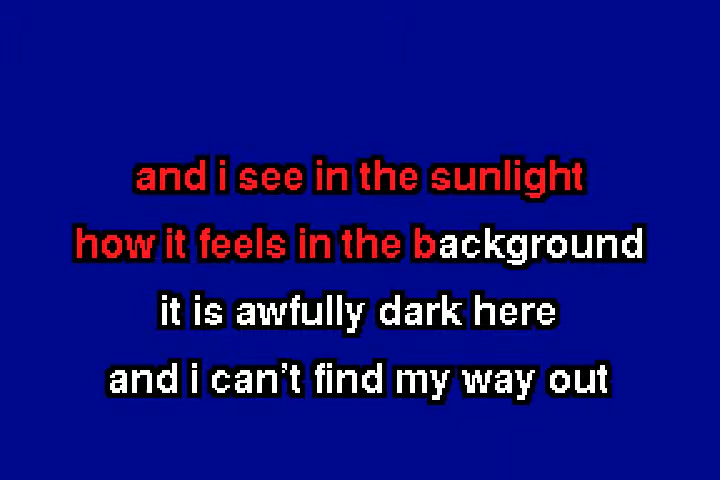 and i see in the sunlight
how it feels in the background
it is awfully dark here
and i can't find my way out